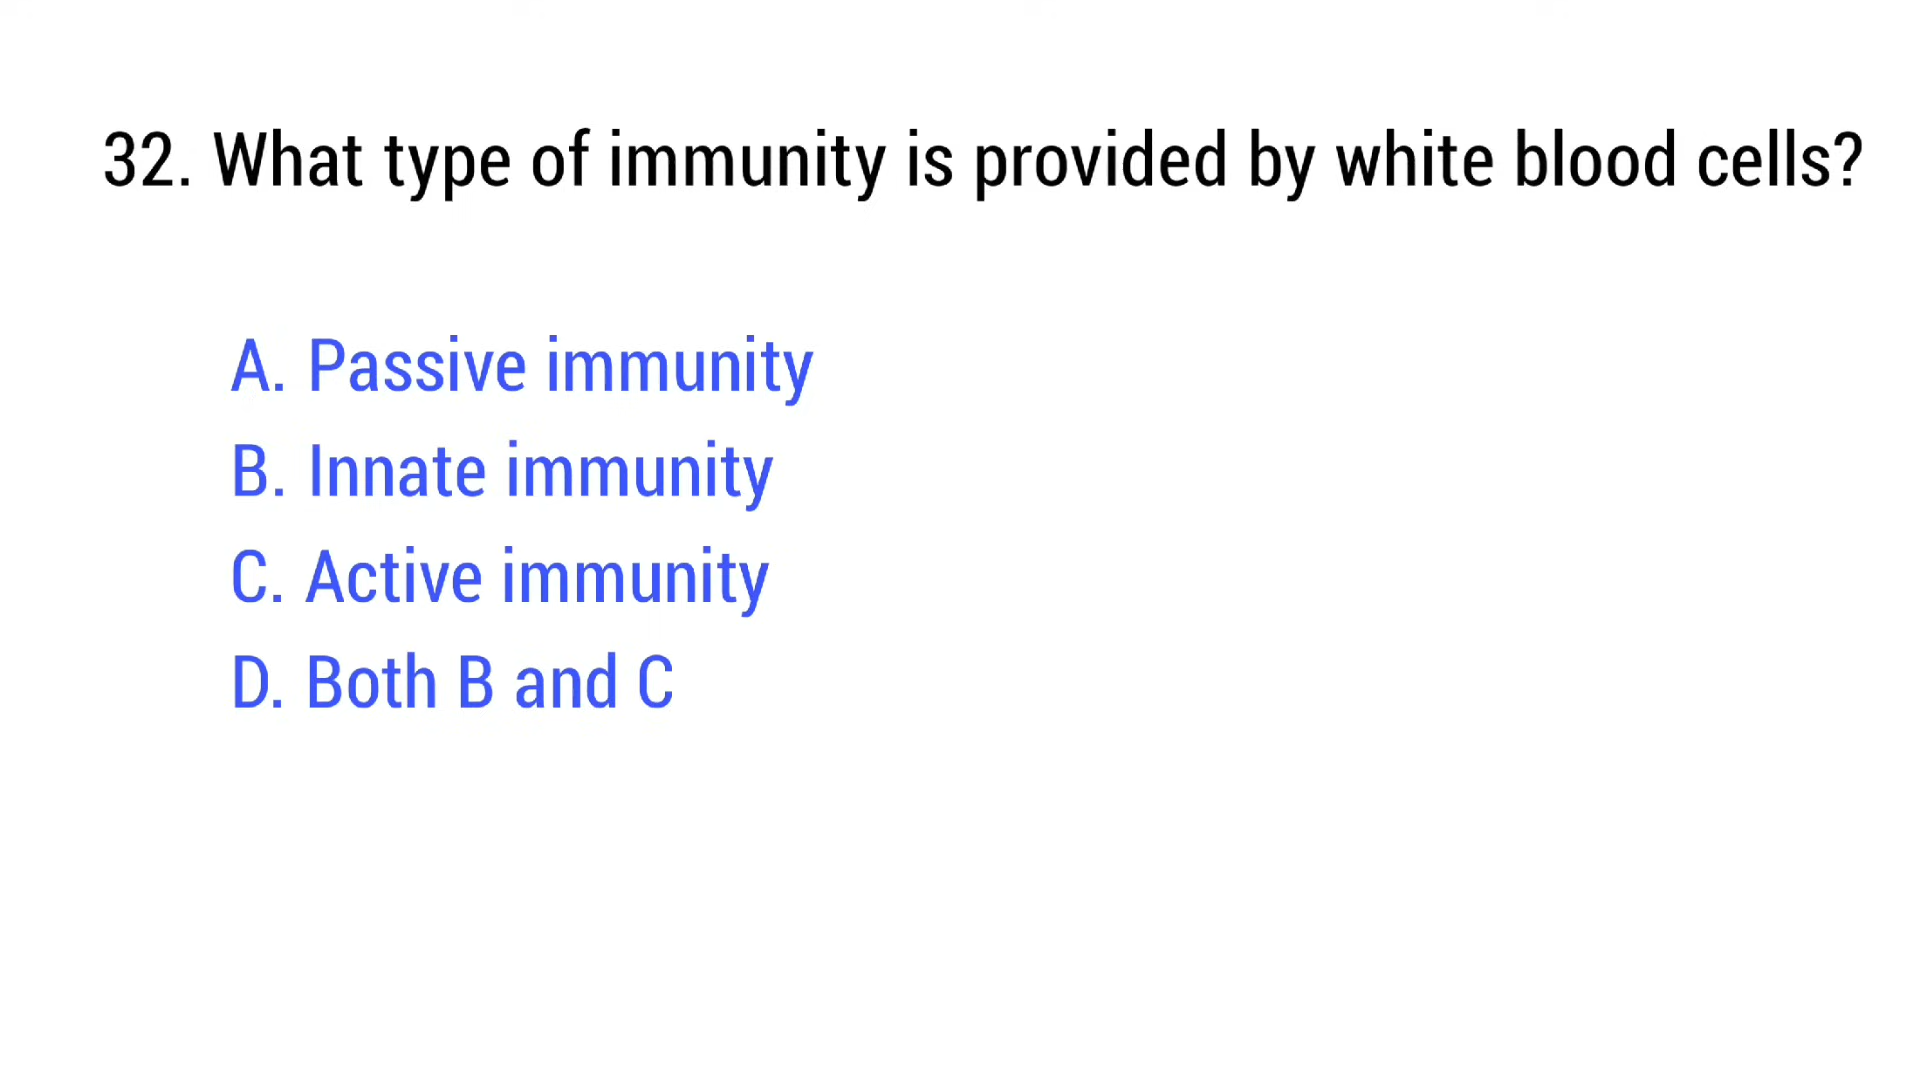 32. What type of immunity is provided by white blood cells?
A. Passive immunity
B. Innate immunity
C. Active immunity
D. Both B and C